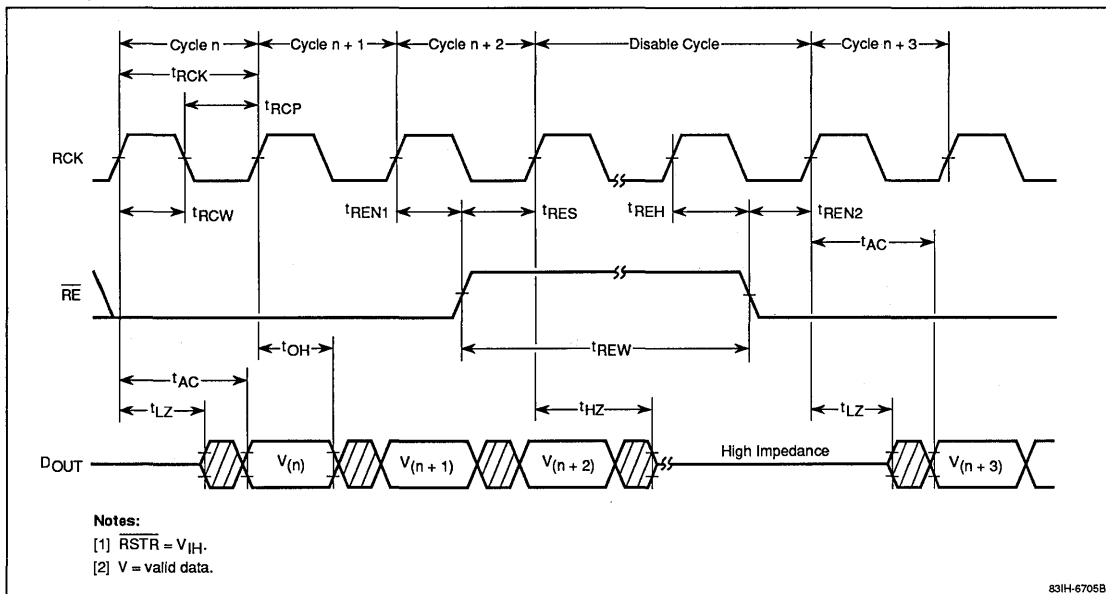 Cycle n Cycle n + 1 Cycle n + 2 Disable Cycle Cycle n + 3
tRCK
tRCP
RCK
tRCW tREN1 tRES tREH tREN2
tAC
RE
tOH tREW
tAC
tLZ tHZ tLZ
DOUT V(n) V(n + 1) V(n + 2) High Impedance V(n + 3)
Notes:
[1] RSTR = VIH.
[2] V = valid data.
83IH-6705B